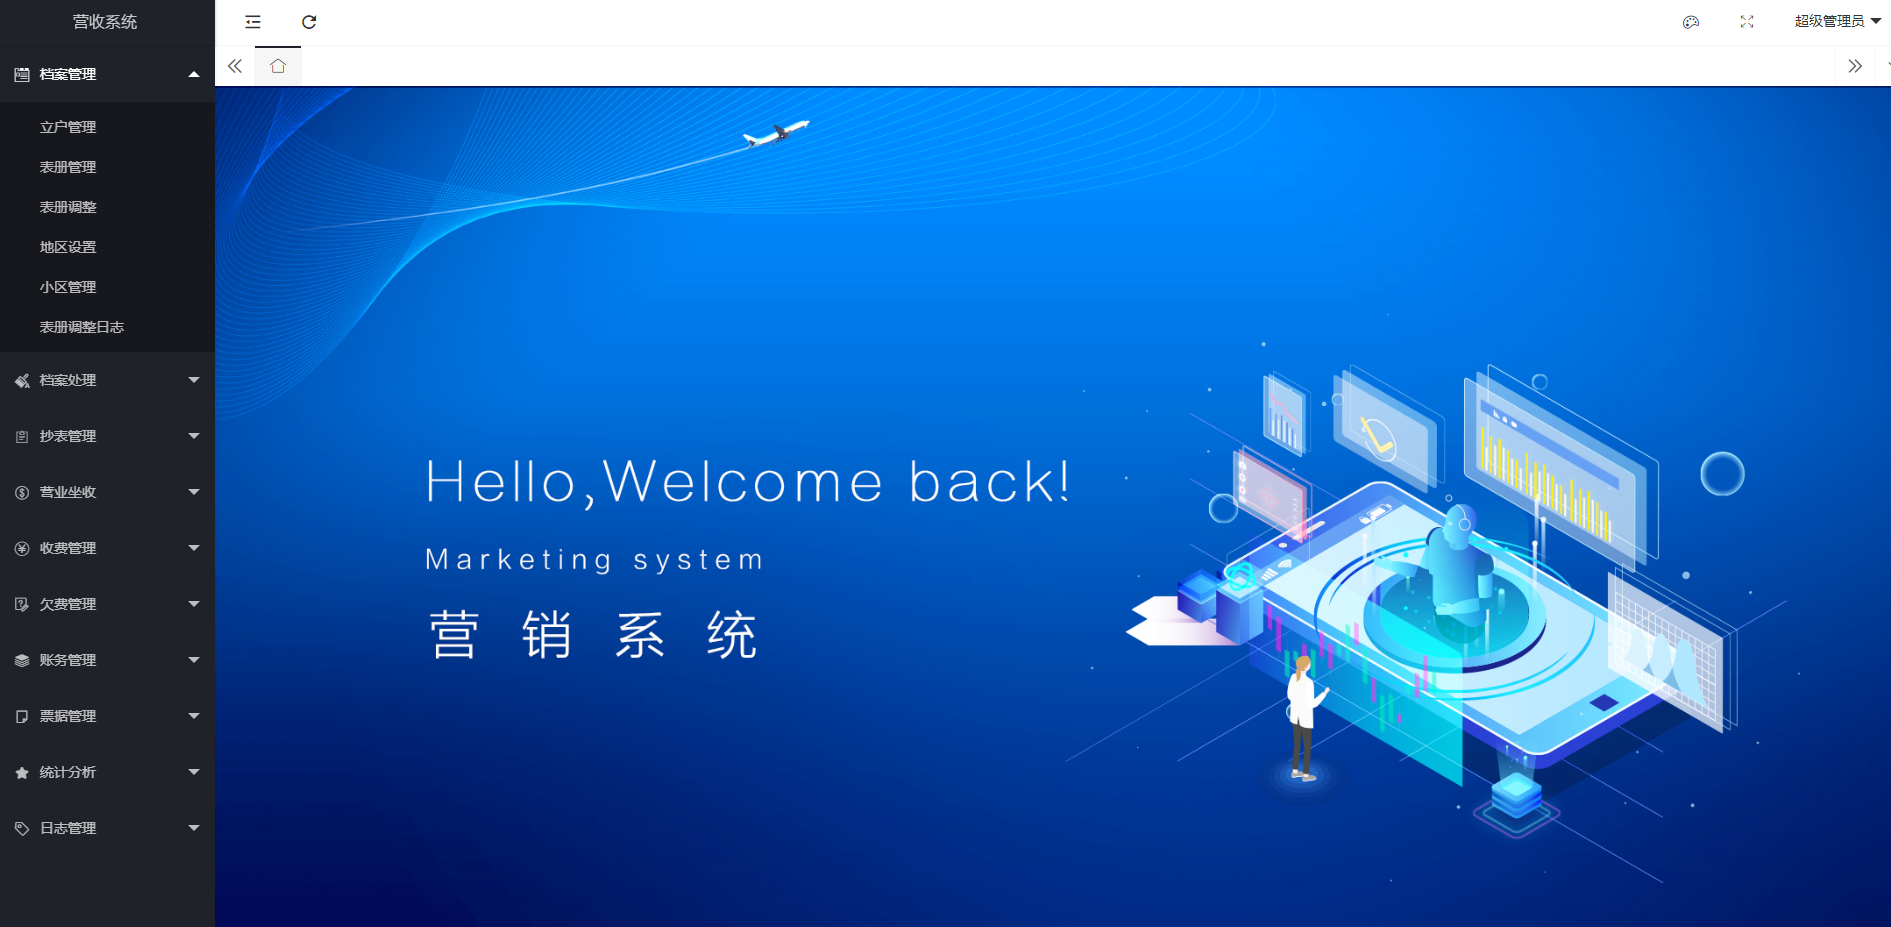 营收系统
超级管理员
档案管理
立户管理
表册管理
表册调整
地区设置
小区管理
表册调整日志
档案处理
抄表管理
营业坐收
收费管理
欠费管理
账务管理
票据管理
统计分析
日志管理
Hello,Welcome back!
Marketing system
营销系统